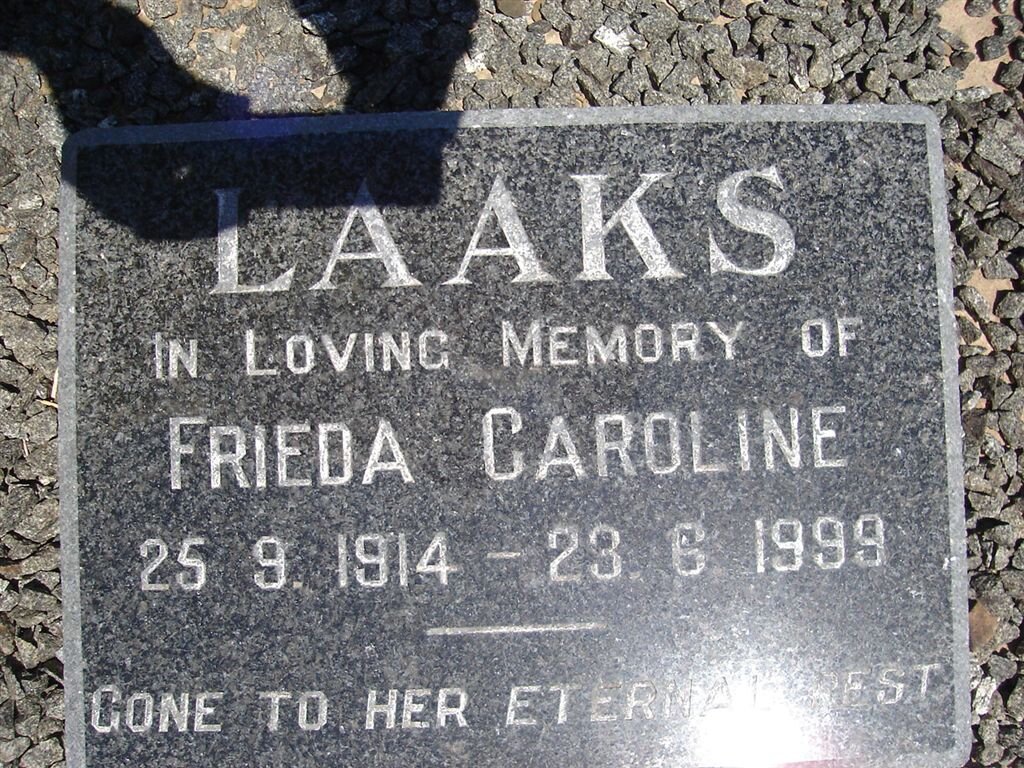 LAAKS
IN LOVING MEMORY OF
FRIEDA CAROLINE
25 9. 1914 – 23. 6 1999
GONE TO HER ETERNAL REST